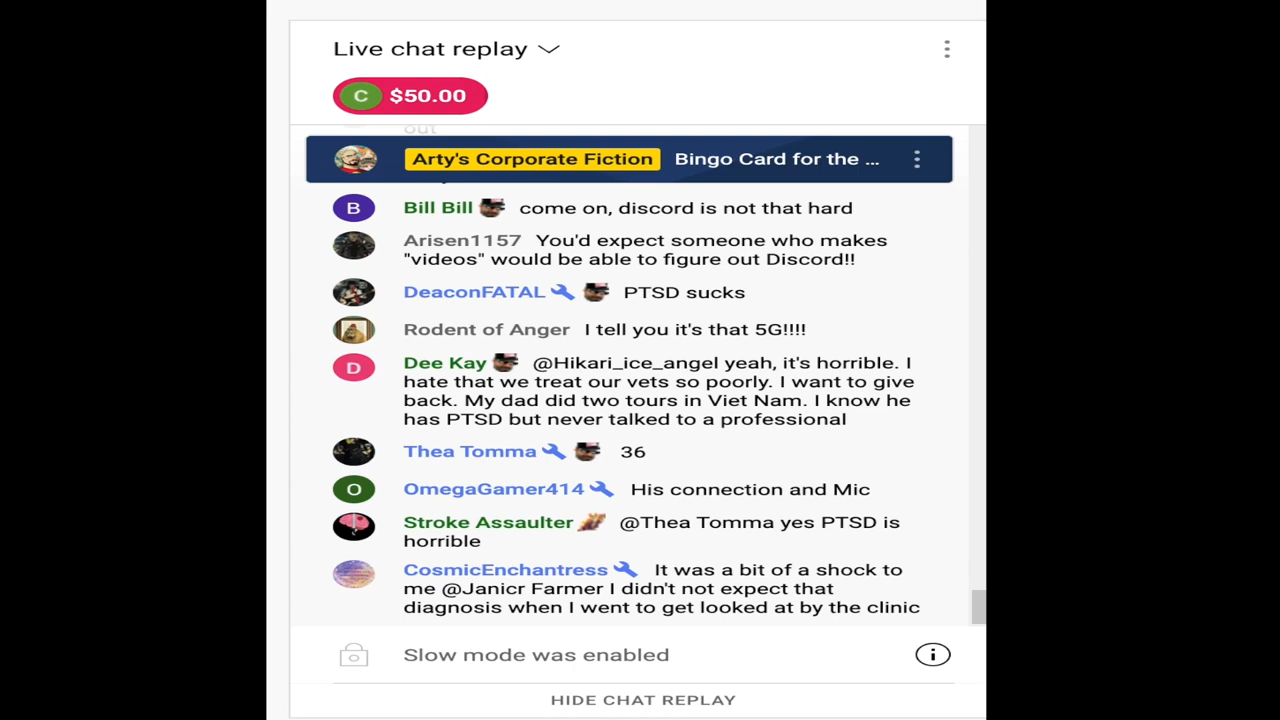 Live chat replay
C $50.00
out
Arty's Corporate Fiction Bingo Card for the ...
B Bill Bill come on, discord is not that hard
Arisen1157 You'd expect someone who makes
"videos" would be able to figure out Discord!!
DeaconFATAL PTSD sucks
Rodent of Anger I tell you it's that 5G!!!!
D Dee Kay @Hikari_ice_angel yeah, it's horrible. I
hate that we treat our vets so poorly. I want to give
back. My dad did two tours in Viet Nam. I know he
has PTSD but never talked to a professional
Thea Tomma 36
O OmegaGamer414 His connection and Mic
Stroke Assaulter @Thea Tomma yes PTSD is
horrible
CosmicEnchantress It was a bit of a shock to
me @Janicr Farmer I didn't not expect that
diagnosis when I went to get looked at by the clinic
Slow mode was enabled
HIDE CHAT REPLAY